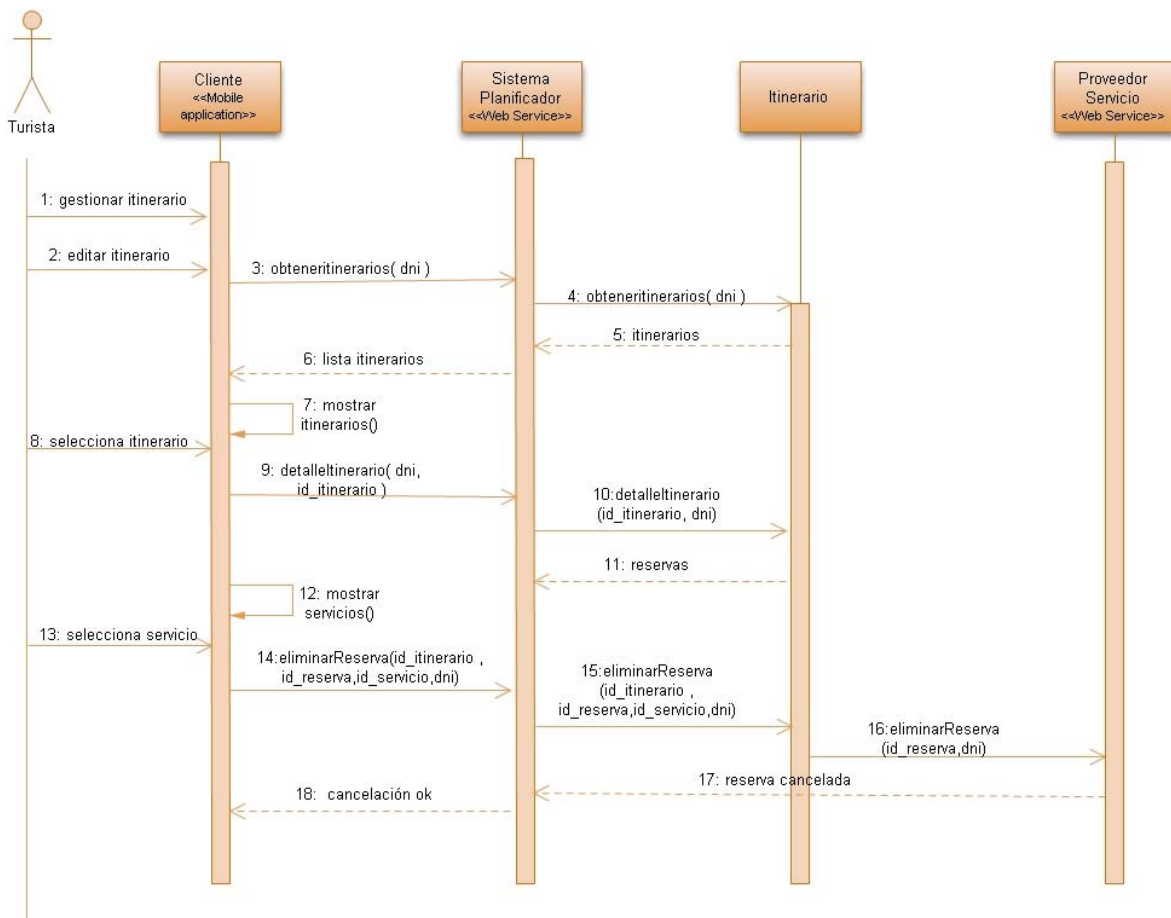 Turista
Cliente
<<Mobile
application>>
Sistema
Planificador
<<Web Service>>
Itinerario
Proveedor
Servicio
<<Web Service>>
1: gestionar itinerario
2: editar itinerario
3: obteneritinerarios( dni )
4: obteneritinerarios( dni )
5: itinerarios
6: lista itinerarios
7: mostrar
itinerarios()
8: selecciona itinerario
9: detalleItinerario( dni,
id_itinerario )
10:detalleItinerario
(id_itinerario, dni)
11: reservas
12: mostrar
servicios()
13: selecciona servicio
14:eliminarReserva(id_itinerario ,
id_reserva,id_servicio,dni)
15:eliminarReserva
(id_itinerario ,
id_reserva,id_servicio,dni)
16:eliminarReserva
(id_reserva,dni)
17: reserva cancelada
18: cancelación ok